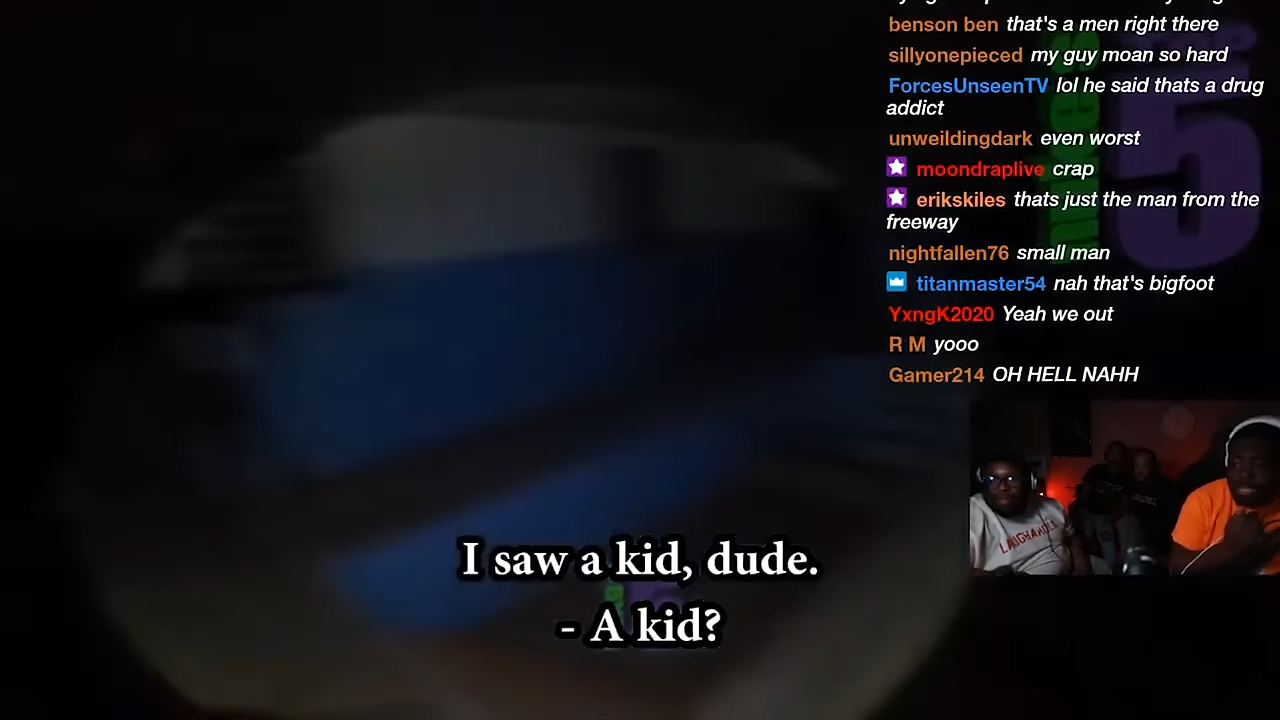 benson ben that's a men right there
sillyonepieced my guy moan so hard
ForcesUnseenTV lol he said thats a drug
addict
unweildingdark even worst
moondraplive crap
erikskiles thats just the man from the
freeway
nightfallen76 small man
titanmaster54 nah that's bigfoot
YxngK2020 Yeah we out
R M yooo
Gamer214 OH HELL NAHH
5
I saw a kid, dude.
- A kid?